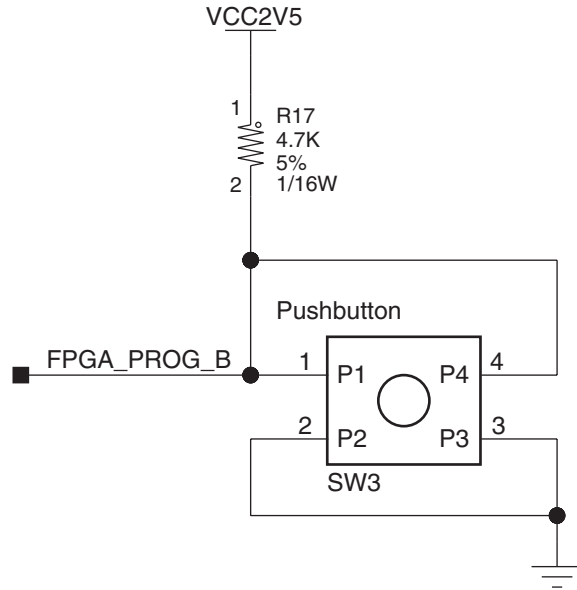 VCC2V5
1
R17
4.7K
5%
1/16W
2
Pushbutton
FPGA_PROG_B
1
P1
P4
4
2
P2
P3
3
SW3